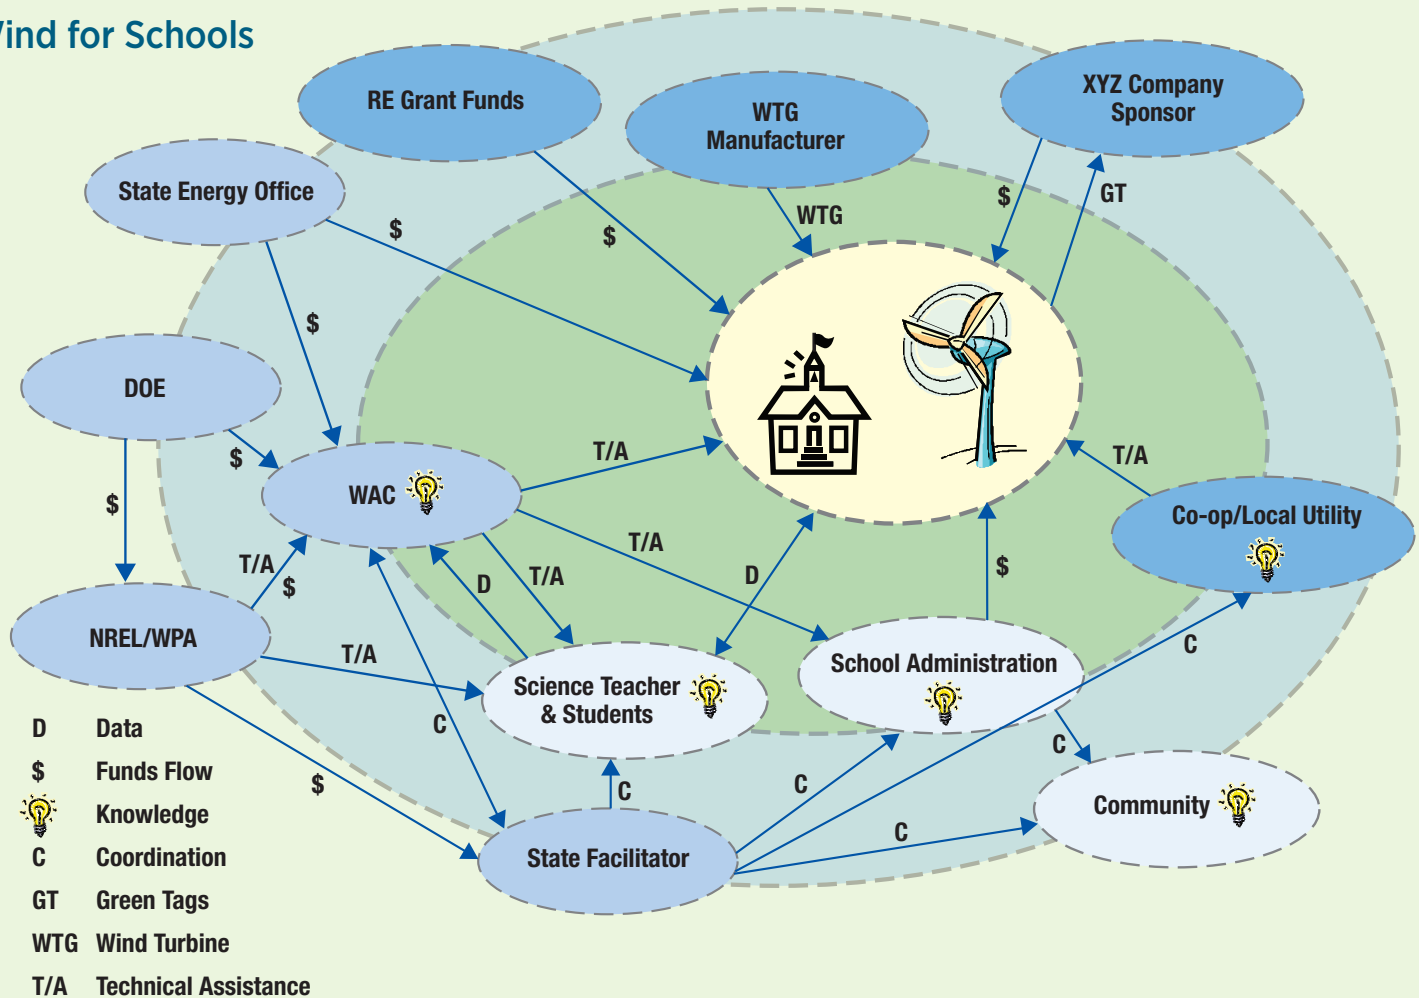 Wind for Schools
RE Grant Funds
WTG
Manufacturer
XYZ Company
Sponsor
State Energy Office
$
$
WTG
$
GT
$
DOE
$
T/A
T/A
WAC
Co-op/Local Utility
$
T/A
T/A
$
D
T/A
D
$
NREL/WPA
T/A
C
School Administration
Science Teacher
& Students
C
C
$
C
C
Community
C
State Facilitator
D Data
$ Funds Flow
Knowledge
C Coordination
GT Green Tags
WTG Wind Turbine
T/A Technical Assistance